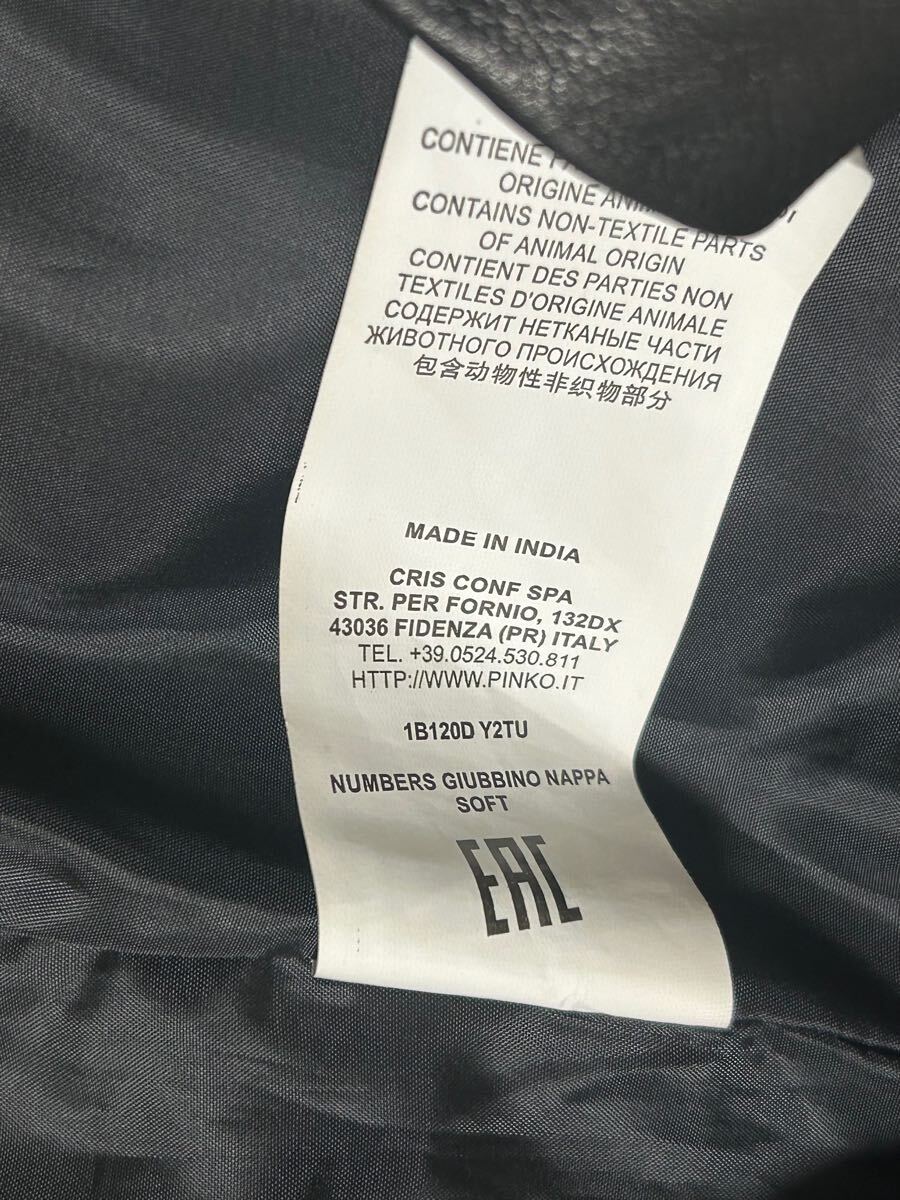 CONTIENE
ORIGINE
CONTAINS NON-TEXTILE PARTS
OF ANIMAL ORIGIN
CONTIENT DES PARTIES NON
TEXTILES D'ORIGINE ANIMALE
СОДЕРЖИТ НЕТКАНЫЕ ЧАСТИ
ЖИВОТНОГО ПРОИСХОЖДЕНИЯ
包含动物性非织物部分
MADE IN INDIA
CRIS CONF SPA
STR. PER FORNIO, 132DX
43036 FIDENZA (PR) ITALY
TEL. +39.0524.530.811
HTTP://WWW.PINKO.IT
1B120D Y2TU
NUMBERS GIUBBINO NAPPA
SOFT
EAC